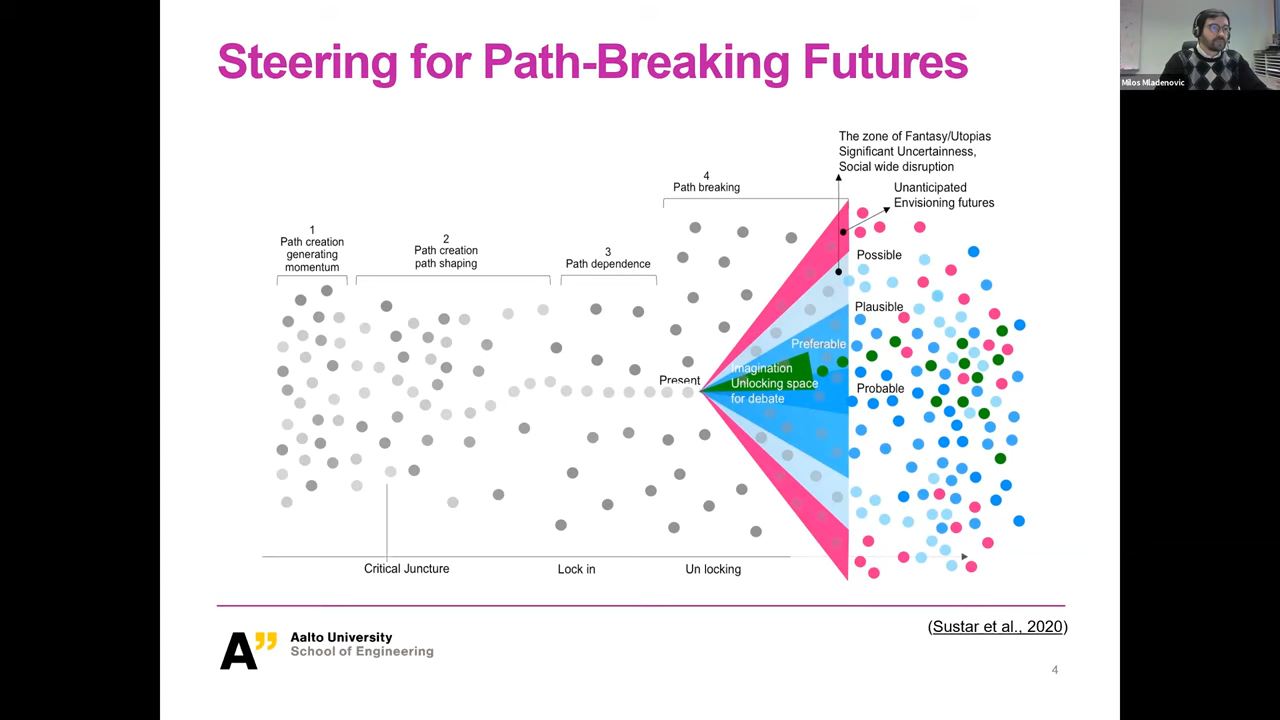 Steering for Path-Breaking Futures
Milos Mladenovic
The zone of Fantasy/Utopias
Significant Uncertainness,
Social wide disruption
Unanticipated
Envisioning futures
4
Path breaking
1
Path creation
generating
momentum
2
Path creation
path shaping
3
Path dependence
Possible
Plausible
Preferable
Probable
Present
Imagination
Unlocking space
for debate
Critical Juncture
Lock in
Un locking
(Sustar et al., 2020)
A”
Aalto University
School of Engineering
4